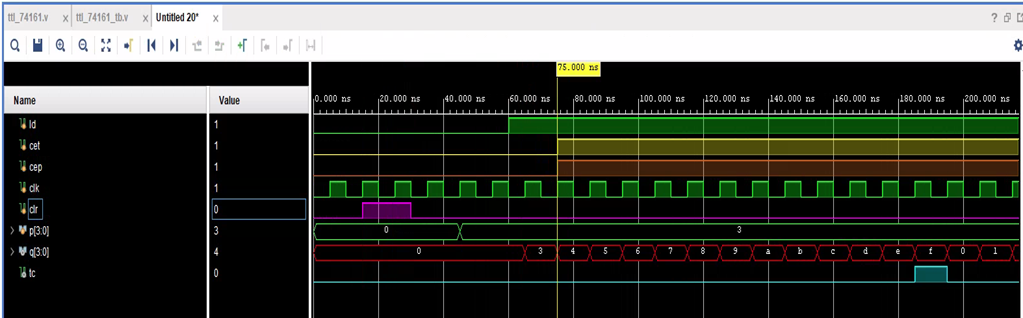 ttl_74161.v x ttl_74161_tb.v x Untitled 20* x ?
75.000 ns
Name Value 0.000 ns 20.000 ns 40.000 ns 60.000 ns 80.000 ns 100.000 ns 120.000 ns 140.000 ns 160.000 ns 180.000 ns 200.000 ns
ld 1
cet 1
cep 1
clk 1
clr 0
p[3:0] 3 0 3
q[3:0] 4 0 3 4 5 6 7 8 9 a b c d e f 0 1
tc 0